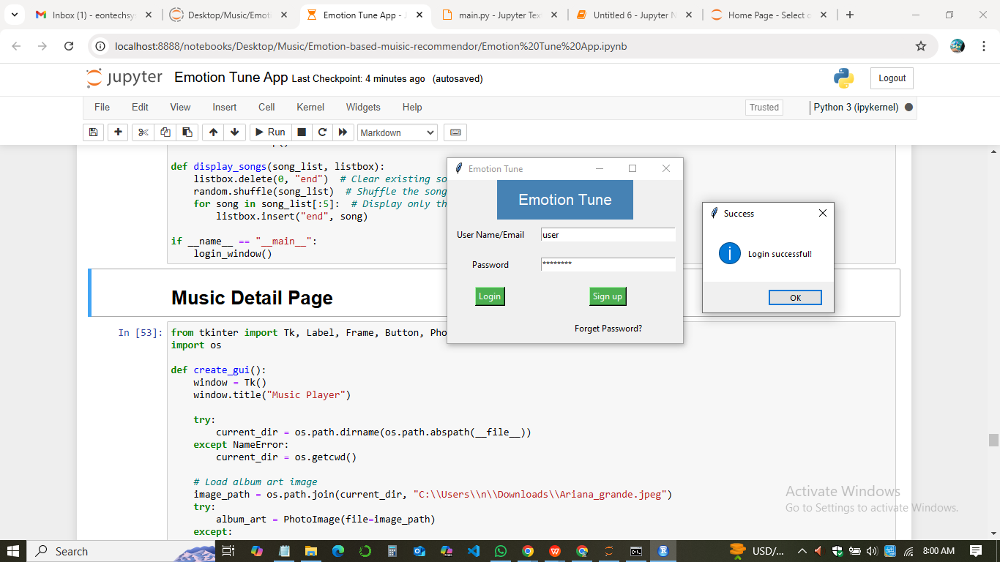 Inbox (1) - eontechsys
Desktop/Music/Emoti
Emotion Tune App - J
main.py - Jupyter Tex
Untitled 6 - Jupyter N
Home Page - Select o
localhost:8888/notebooks/Desktop/Music/Emotion-based-muisic-recommendor/Emotion%20Tune%20App.ipynb
jupyter Emotion Tune App Last Checkpoint: 4 minutes ago (autosaved)
Logout
File Edit View Insert Cell Kernel Widgets Help
Trusted
Python 3 (ipykernel)
Run
Markdown
def display_songs(song_list, listbox):
listbox.delete(0, "end") # Clear existing so
random.shuffle(song_list) # Shuffle the song
for song in song_list[:5]: # Display only th
listbox.insert("end", song)
if __name__ == "__main__":
login_window()
Emotion Tune
Emotion Tune
User Name/Email user
Password ********
Login Sign up
Forget Password?
Success
Login successful!
OK
Music Detail Page
In [53]: from tkinter import Tk, Label, Frame, Button, Pho
import os
def create_gui():
window = Tk()
window.title("Music Player")
try:
current_dir = os.path.dirname(os.path.abspath(__file__))
except NameError:
current_dir = os.getcwd()
# Load album art image
image_path = os.path.join(current_dir, "C:\\Users\\n\\Downloads\\Ariana_grande.jpeg")
try:
album_art = PhotoImage(file=image_path)
except:
Activate Windows
Go to Settings to activate Windows.
Search
USD/...
8:00 AM